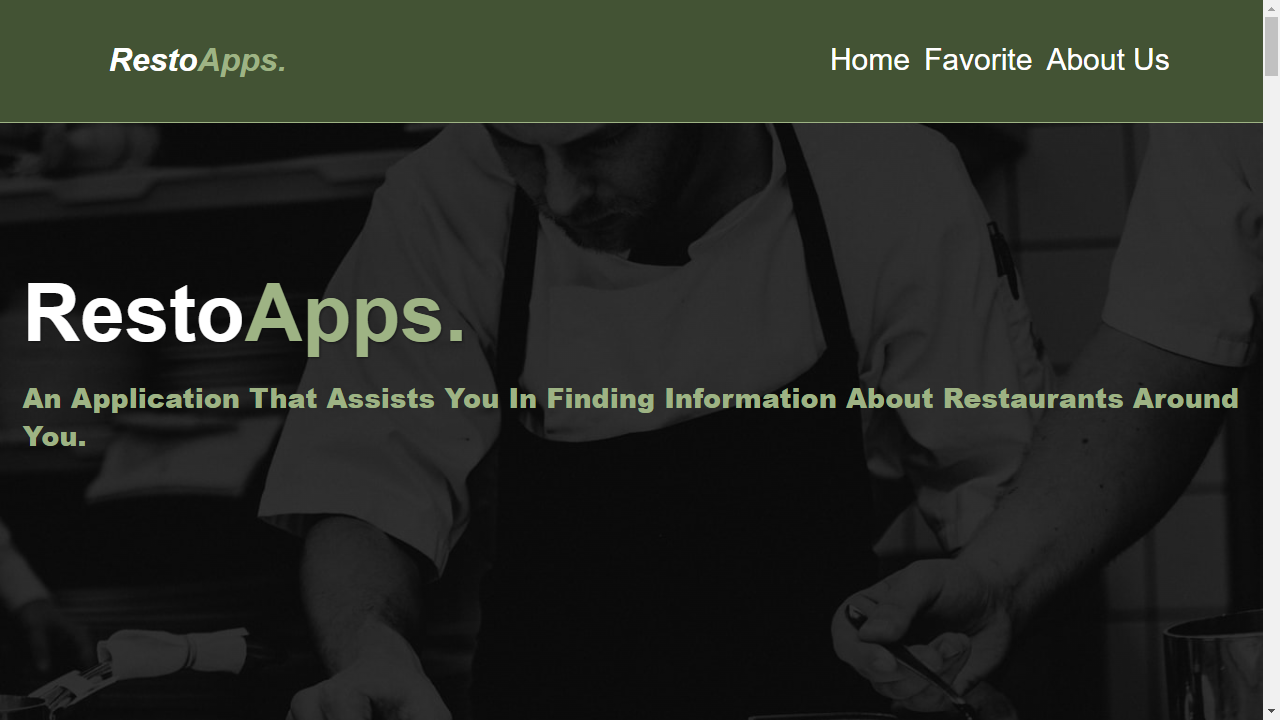 RestoApps.
Home Favorite About Us
RestoApps.
An Application That Assists You In Finding Information About Restaurants Around
You.